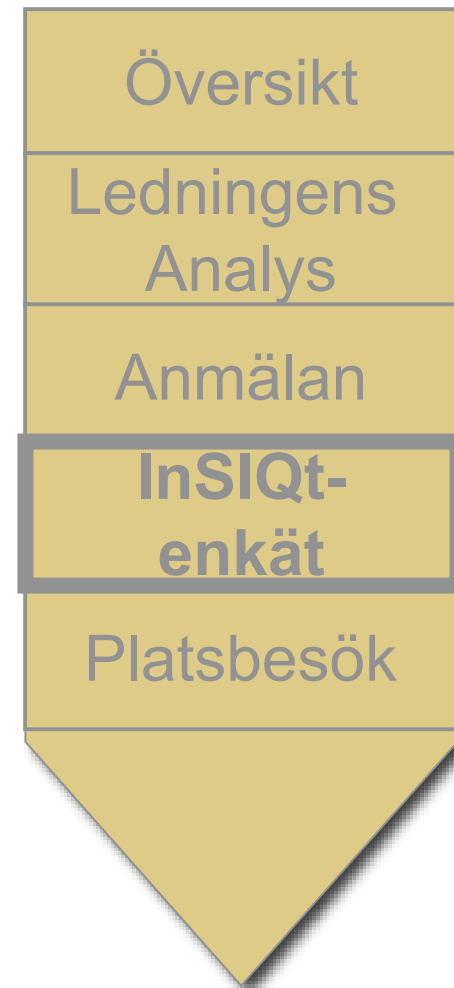 Översikt
Ledningens
Analys
Anmälan
InSIQt-
enkät
Platsbesök